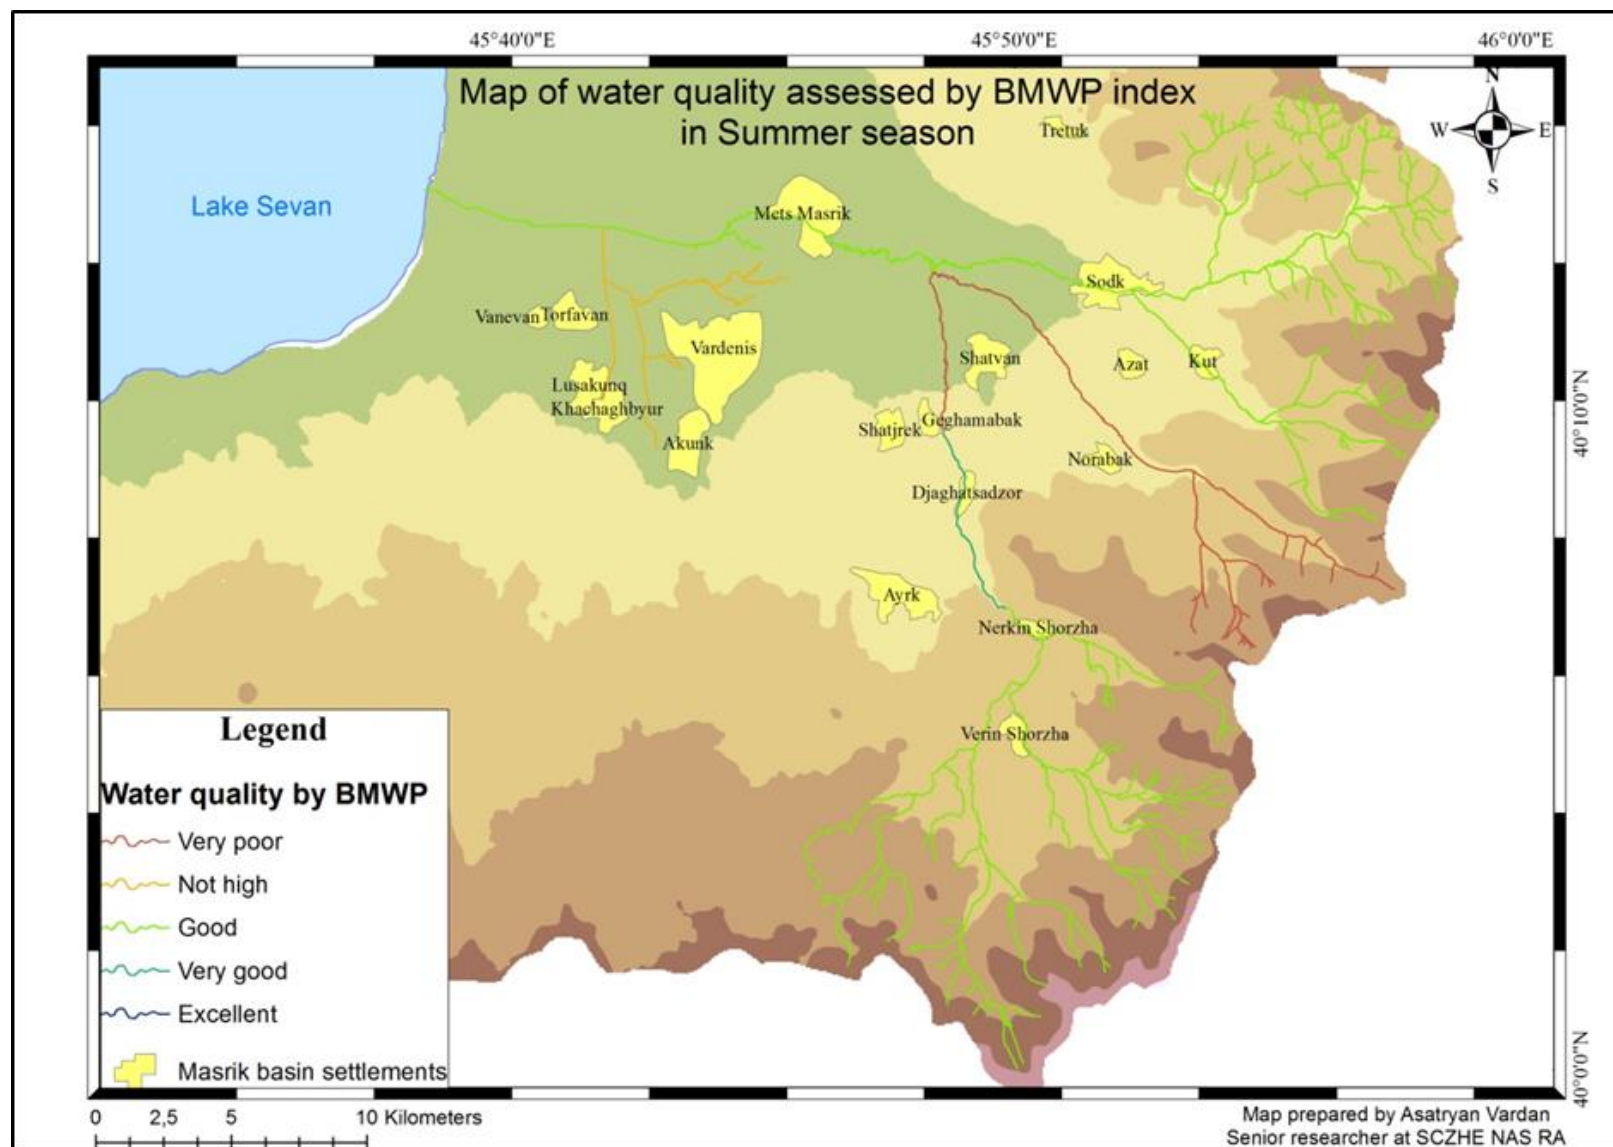 45°40'0"E
45°50'0"E
46°0'0"E
Map of water quality assessed by BMWP index
in Summer season
N
W
E
S
Tretuk
Lake Sevan
Mets Masrik
Sodk
Vanevan
Torfavan
Vardenis
Shatvan
Azat
Kut
Lusakunq
Khachaghbyur
Akunk
Shatjrek
Geghamabak
Norabak
40°10'0"N
Djaghatsadzor
Ayrk
Nerkin Shorzha
Verin Shorzha
Legend
Water quality by BMWP
Very poor
Not high
Good
Very good
Excellent
Masrik basin settlements
40°0'0"N
0 2,5 5 10 Kilometers
Map prepared by Asatryan Vardan
Senior researcher at SCZHE NAS RA